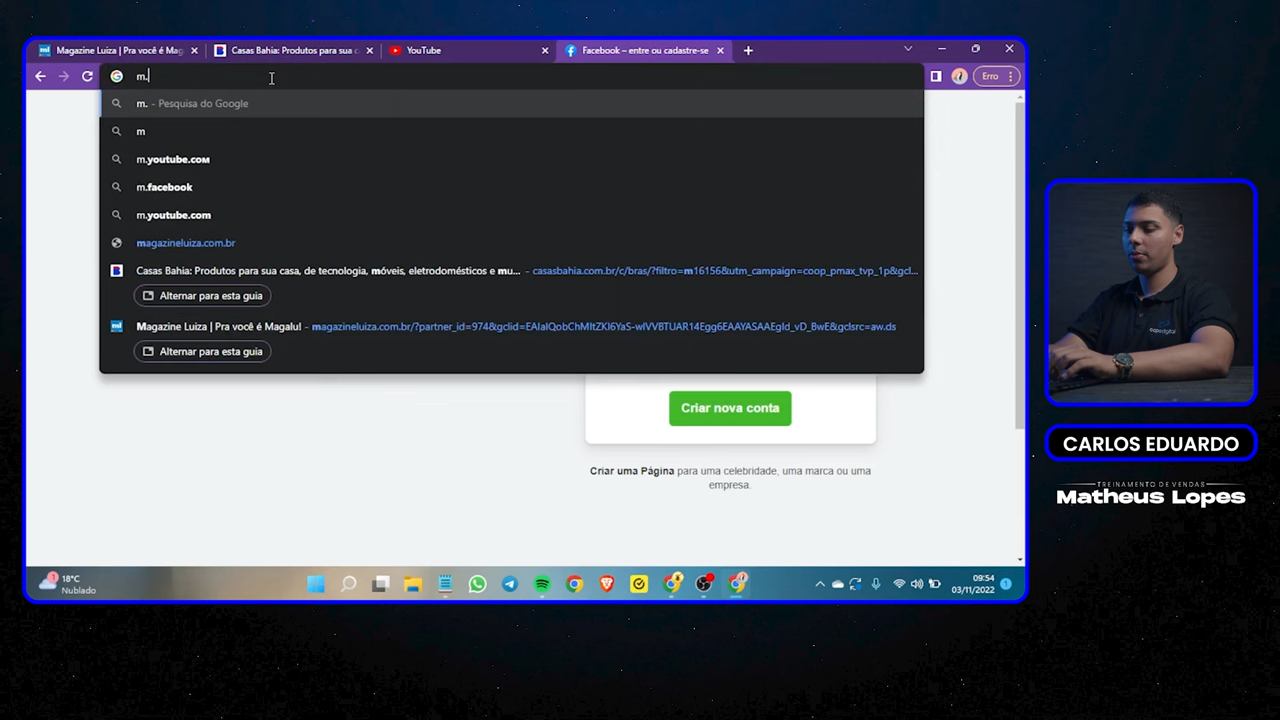 Magazine Luiza | Pra você é Mag
Casas Bahia: Produtos para sua c
YouTube
Facebook – entre ou cadastre-se
m.
Erro
m. - Pesquisa do Google
m
m.youtube.coм
m.facebook
m.youtube.com
magazineluiza.com.br
Casas Bahia: Produtos para sua casa, de tecnologia, móveis, eletrodomésticos e mu... - casasbahia.com.br/c/bras/?filtro=m16156&utm_campaign=coop_pmax_tvp_1p&gcl...
Alternar para esta guia
Magazine Luiza | Pra você é Magalu! - magazineluiza.com.br/?partner_id=974&gclid=EAIaIQobChMItZKI6YaS-wIVVBTUAR14Egg6EAAYASAAEgId_vD_BwE&gclsrc=aw.ds
Alternar para esta guia
Criar nova conta
Criar uma Página para uma celebridade, uma marca ou uma
empresa.
CARLOS EDUARDO
TREINAMENTO DE VENDAS
Matheus Lopes
1
18°C
Nublado
09:54
03/11/2022
1